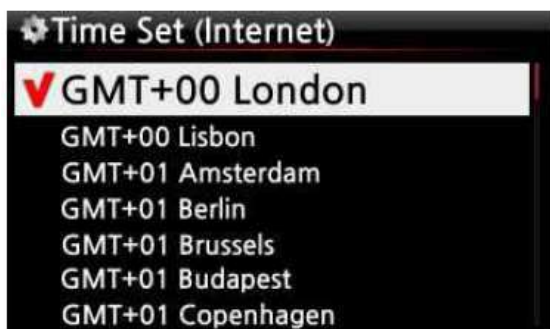 Time Set (Internet)
GMT+00 London
GMT+00 Lisbon
GMT+01 Amsterdam
GMT+01 Berlin
GMT+01 Brussels
GMT+01 Budapest
GMT+01 Copenhagen